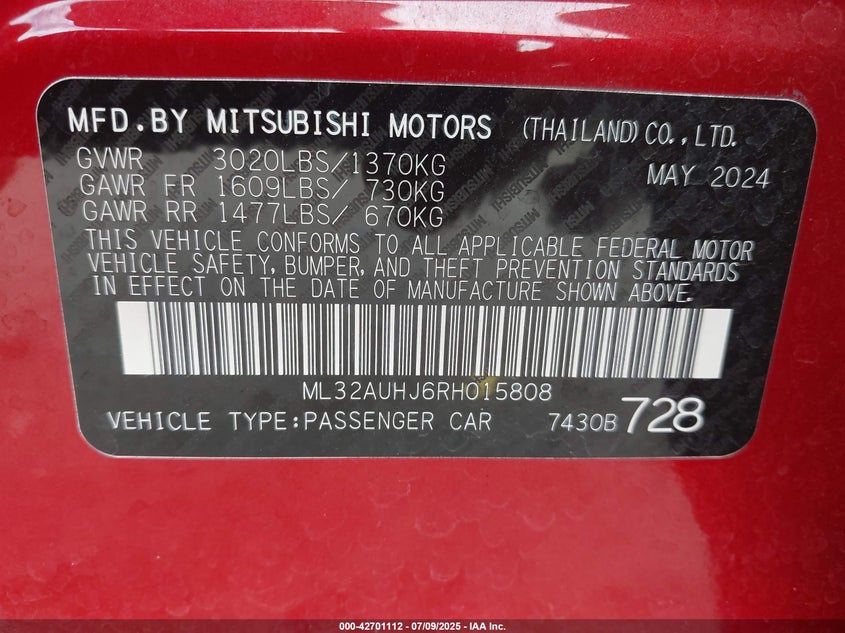 MFD.BY MITSUBISHI MOTORS (THAILAND)CO.,LTD.
GVWR 3020LBS/1370KG MAY 2024
GAWR FR 1609LBS/ 730KG
GAWR RR 1477LBS/ 670KG
THIS VEHICLE CONFORMS TO ALL APPLICABLE FEDERAL MOTOR
VEHICLE SAFETY, BUMPER, AND THEFT PREVENTION STANDARDS
IN EFFECT ON THE DATE OF MANUFACTURE SHOWN ABOVE.
ML32AUHJ6RH015808
VEHICLE TYPE:PASSENGER CAR 7430B 728
000-42701112 - 07/09/2025 - IAA Inc.